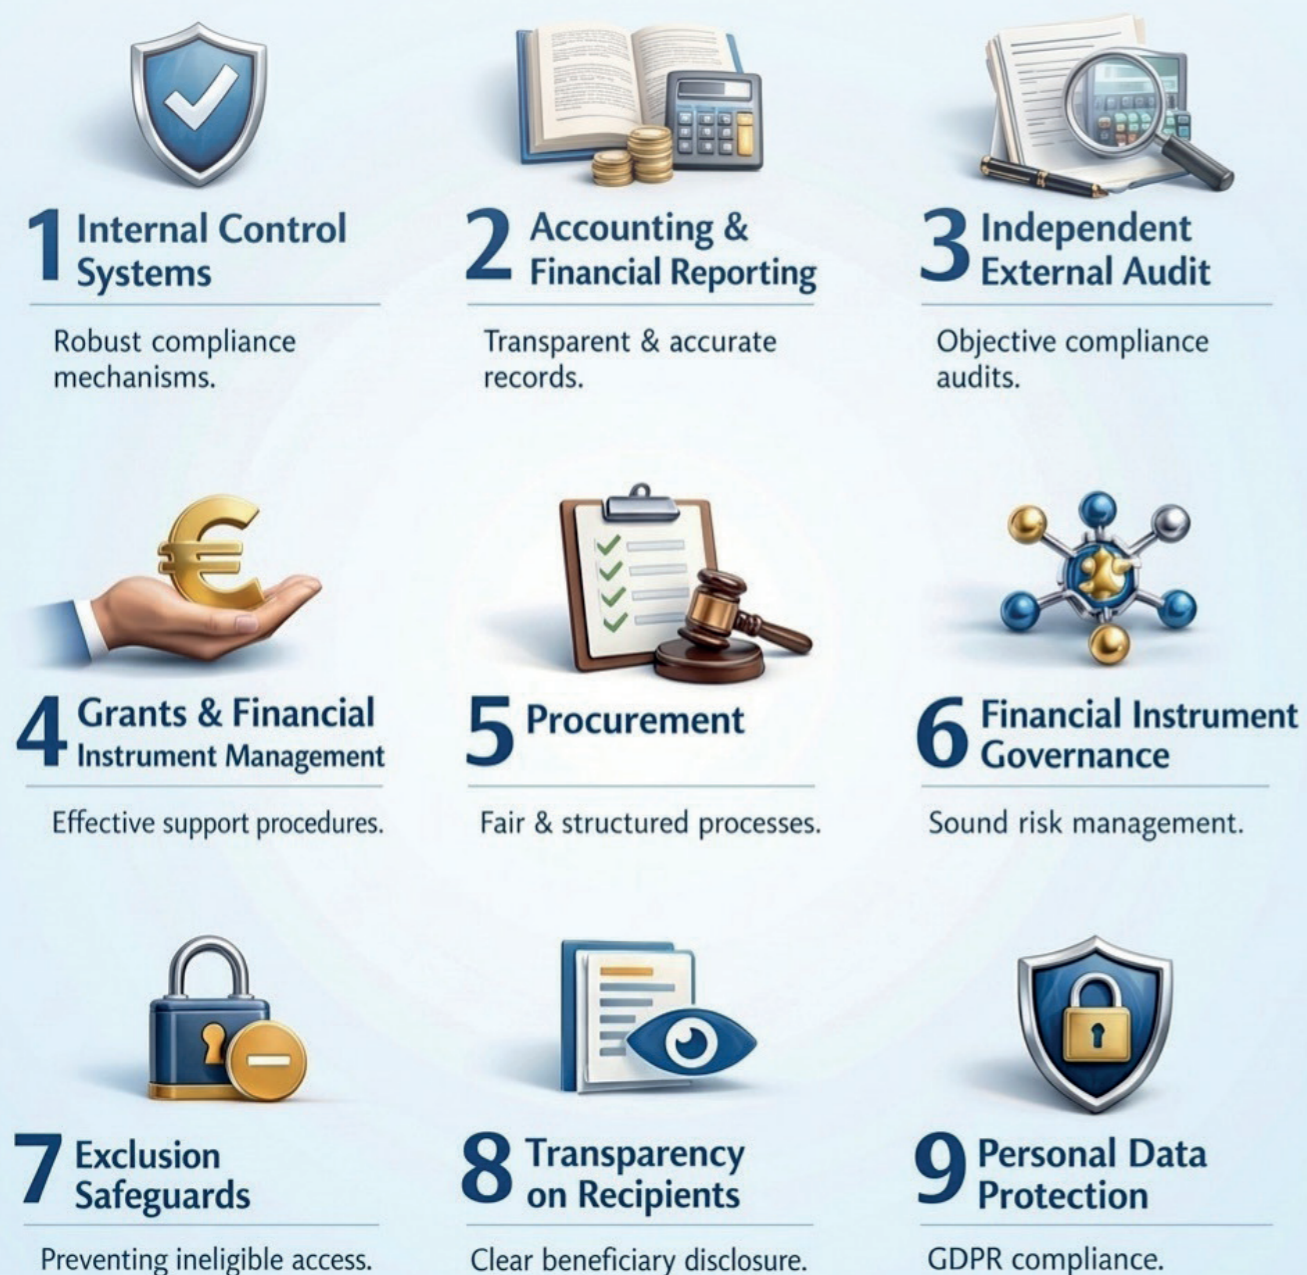 1 Internal Control
Systems
Robust compliance
mechanisms.
2 Accounting &
Financial Reporting
Transparent & accurate
records.
3 Independent
External Audit
Objective compliance
audits.
4 Grants & Financial
Instrument Management
Effective support procedures.
5 Procurement
Fair & structured processes.
6 Financial Instrument
Governance
Sound risk management.
7 Exclusion
Safeguards
Preventing ineligible access.
8 Transparency
on Recipients
Clear beneficiary disclosure.
9 Personal Data
Protection
GDPR compliance.